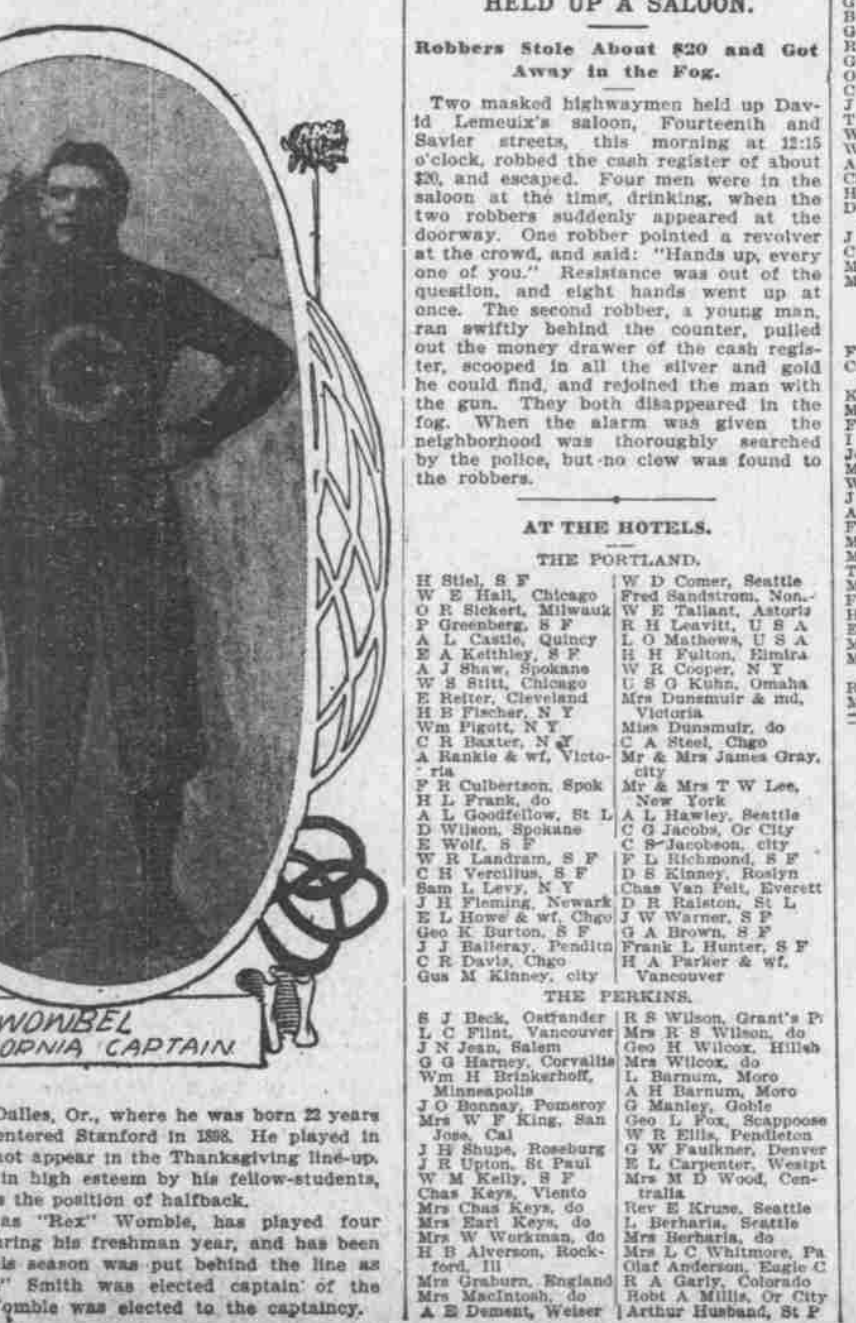 HELD UP A SALOON.
Robbers Stole About $20 and Got
Away in the Fog.
Two masked highwaymen held up Dav-
id Lemeuix's saloon, Fourteenth and
Savier streets, this morning at 12:15
o'clock, robbed the cash register of about
$20, and escaped. Four men were in the
saloon at the time, drinking, when the
two robbers suddenly appeared at the
doorway. One robber pointed a revolver
at the crowd, and said: "Hands up, every
one of you." Resistance was out of the
question, and eight hands went up at
once. The second robber, a young man,
ran swiftly behind the counter, pulled
out the money drawer of the cash regis-
ter, scooped in all the silver and gold
he could find, and rejoined the man with
the gun. They both disappeared in the
fog. When the alarm was given the
neighborhood was thoroughly searched
by the police, but no clew was found to
the robbers.
AT THE HOTELS.
THE PORTLAND.
H Stiel, S F
W E Hall, Chicago
O R Sickert, Milwauk
P Greenberg, S F
A L Castle, Quincy
E A Keithley, S F
A J Shaw, Spokane
W S Stitt, Chicago
E Reiter, Cleveland
H B Fischer, N Y
Wm Pigott, N Y
C R Baxter, N Y
A Rankie & wf, Victo-
ria
F R Culbertson, Spok
H L Frank, do
A L Goodfellow, St L
D Wilson, Spokane
E Wolf, S F
W R Landram, S F
C H Vercilius, S F
Sam L Levy, N Y
J H Fleming, Newark
E L Howe & wf, Chgo
Geo K Burton, S F
J J Balleray, Pendltn
C R Davis, Chgo
Gus M Kinney, city
W D Comer, Seattle
Fred Sandstrom,
W E Tallant, Astoria
R H Leavitt, U S A
L O Mathews, U S A
H H Fulton, Elmira
W R Cooper, N Y
U S G Kuhn, Omaha
Mrs Dunsmuir & md,
Victoria
Miss Dunsmuir, do
C A Steel, Chgo
Mr & Mrs James Gray,
city
Mr & Mrs T W Lee,
New York
A L Hawley, Seattle
C G Jacobs, Or City
C S Jacobson, city
F L Richmond, S F
D S Kinney, Roslyn
Chas Van Pelt, Everett
D R Ralston, St L
J W Warner, S F
G A Brown, S F
Frank L Hunter, S F
H A Parker & wf,
Vancouver
THE PERKINS.
S J Beck, Ostrander
L C Flint, Vancouver
J N Jean, Salem
G G Harney, Corvallis
Wm H Brinkerhoff,
Minneapolis
J O Bonnay, Pomeroy
Mrs W F King, San
Jose, Cal
J H Shupe, Roseburg
J R Upton, St Paul
W M Kelly, S F
Chas Keys, Viento
Mrs Chas Keys, do
Mrs Earl Keys, do
Mrs W Workman, do
H B Alverson, Rock-
ford, Ill
Mrs Graburn, England
Mrs MacIntosh, do
A E Dement, Weiser
R S Wilson, Grant's P
Mrs R S Wilson, do
Geo H Wilcox, Hillsb
Mrs Wilcox, do
L Barnum, Moro
A H Barnum, Moro
G Manley, Goble
Geo L Fox, Scappoose
W R Ellis, Pendleton
G W Faulkner, Denver
E L Carpenter, Westpt
Mrs M D Wood, Cen-
tralia
Rev E Kruse, Seattle
L Berharia, Seattle
Mrs Berharia, do
Mrs L C Whitmore, Pa
Olaf Anderson, Eagle C
R A Garly, Colorado
Robt A Millis, Or City
Arthur Husband, St P
C
WOMBEL
CAPTAIN
Dalles, Or., where he was born 22 years
entered Stanford in 1898. He played in
not appear in the Thanksgiving line-up.
in high esteem by his fellow-students,
s the position of halfback.
as "Rex" Womble, has played four
uring his freshman year, and has been
is season was put behind the line as
" Smith was elected captain of the
omble was elected to the captaincy.